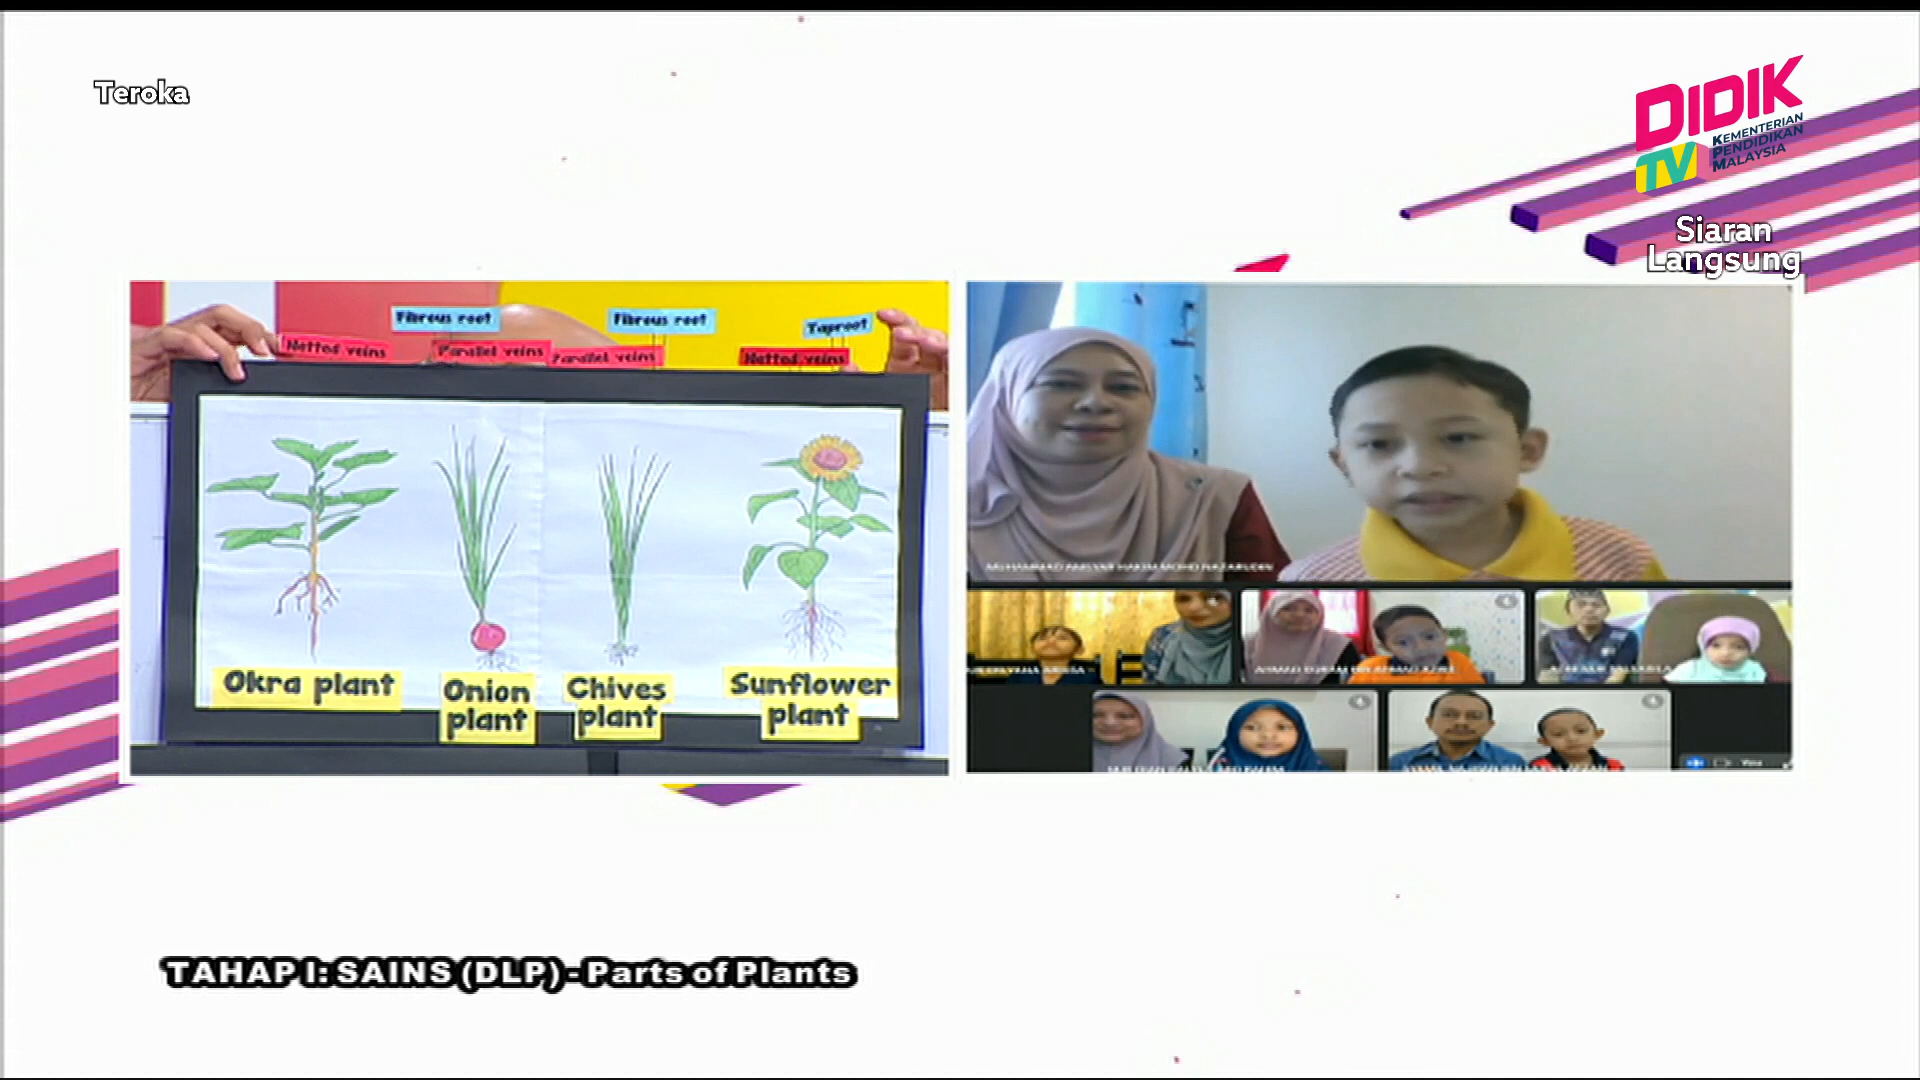 Teroka
DIDIK
TV
KEMENTERIAN
PENDIDIKAN
MALAYSIA
Siaran
Langsung
Fibrous root
Fibrous root
Taproot
Netted veins
Parallel veins
Parallel veins
Netted veins
Okra plant
Onion
plant
Chives
plant
Sunflower
plant
TAHAP I: SAINS (DLP) - Parts of Plants